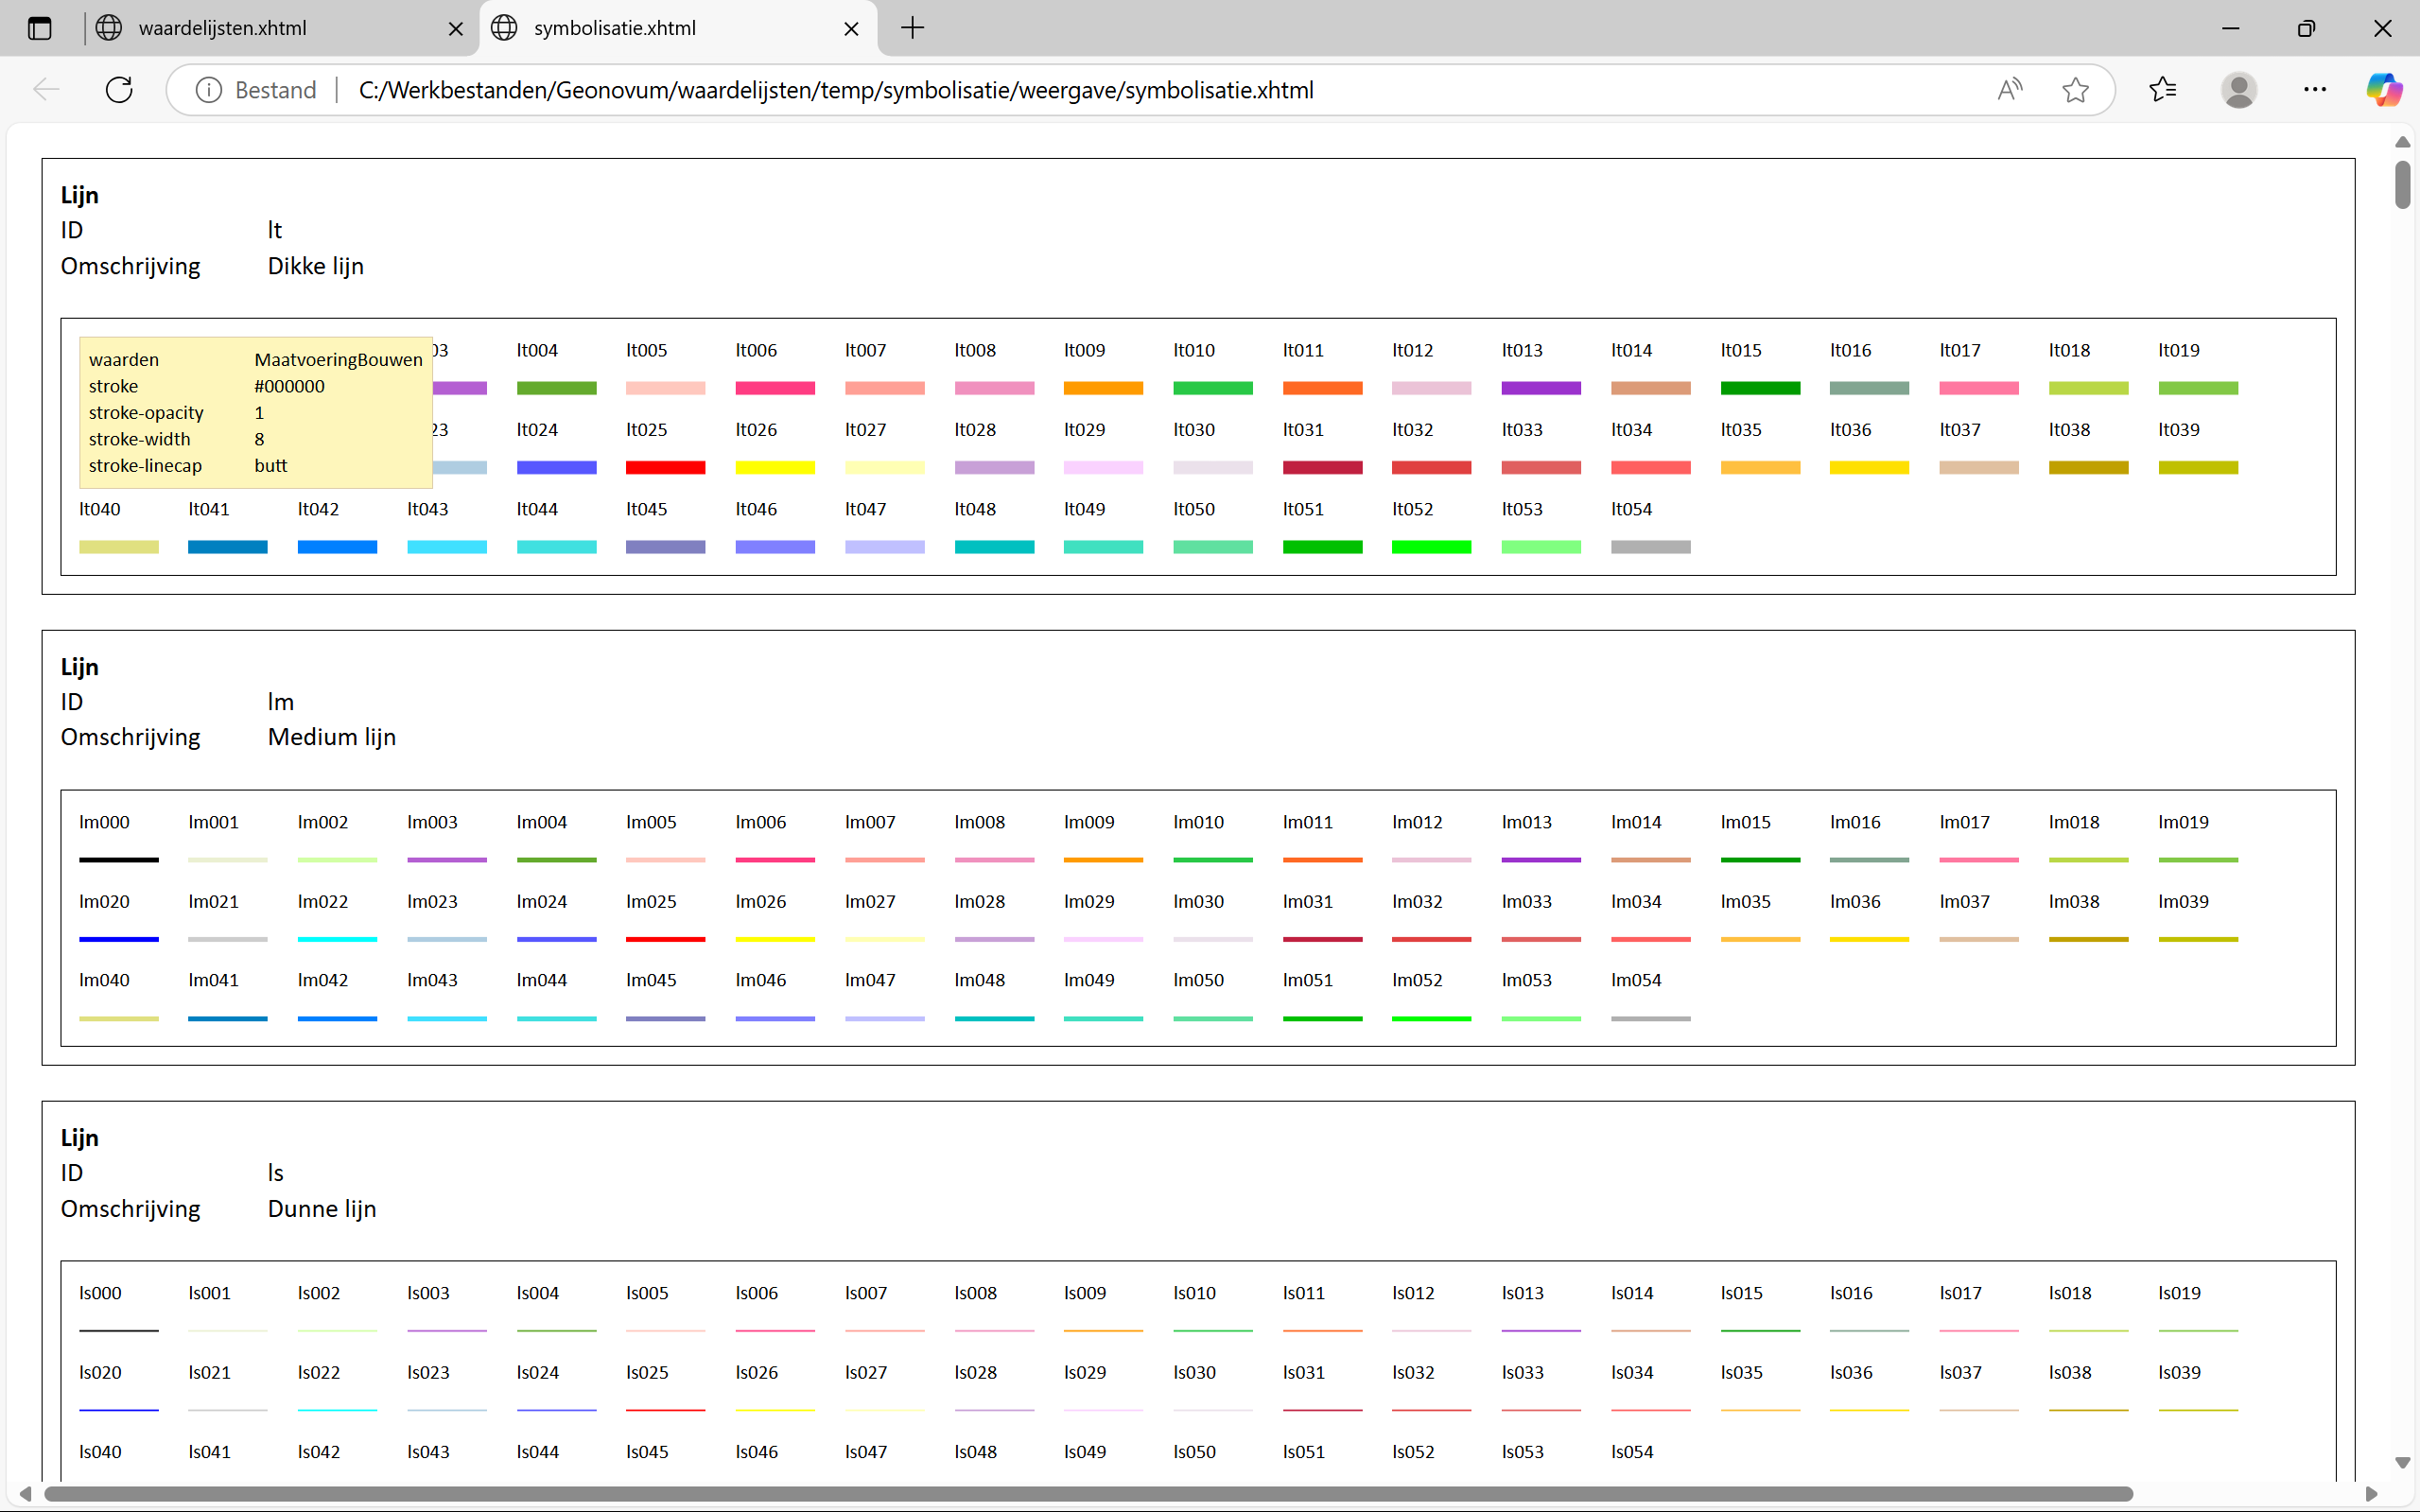 waardelijsten.xhtml
symbolisatie.xhtml
Bestand
C:/Werkbestanden/Geonovum/waardelijsten/temp/symbolisatie/weergave/symbolisatie.xhtml
Lijn
ID lt
Omschrijving Dikke lijn
waarden MaatvoeringBouwen
stroke #000000
stroke-opacity 1
stroke-width 8
stroke-linecap butt
03 lt004 lt005 lt006 lt007 lt008 lt009 lt010 lt011 lt012 lt013 lt014 lt015 lt016 lt017 lt018 lt019
23 lt024 lt025 lt026 lt027 lt028 lt029 lt030 lt031 lt032 lt033 lt034 lt035 lt036 lt037 lt038 lt039
lt040 lt041 lt042 lt043 lt044 lt045 lt046 lt047 lt048 lt049 lt050 lt051 lt052 lt053 lt054
Lijn
ID lm
Omschrijving Medium lijn
lm000 lm001 lm002 lm003 lm004 lm005 lm006 lm007 lm008 lm009 lm010 lm011 lm012 lm013 lm014 lm015 lm016 lm017 lm018 lm019
lm020 lm021 lm022 lm023 lm024 lm025 lm026 lm027 lm028 lm029 lm030 lm031 lm032 lm033 lm034 lm035 lm036 lm037 lm038 lm039
lm040 lm041 lm042 lm043 lm044 lm045 lm046 lm047 lm048 lm049 lm050 lm051 lm052 lm053 lm054
Lijn
ID ls
Omschrijving Dunne lijn
ls000 ls001 ls002 ls003 ls004 ls005 ls006 ls007 ls008 ls009 ls010 ls011 ls012 ls013 ls014 ls015 ls016 ls017 ls018 ls019
ls020 ls021 ls022 ls023 ls024 ls025 ls026 ls027 ls028 ls029 ls030 ls031 ls032 ls033 ls034 ls035 ls036 ls037 ls038 ls039
ls040 ls041 ls042 ls043 ls044 ls045 ls046 ls047 ls048 ls049 ls050 ls051 ls052 ls053 ls054